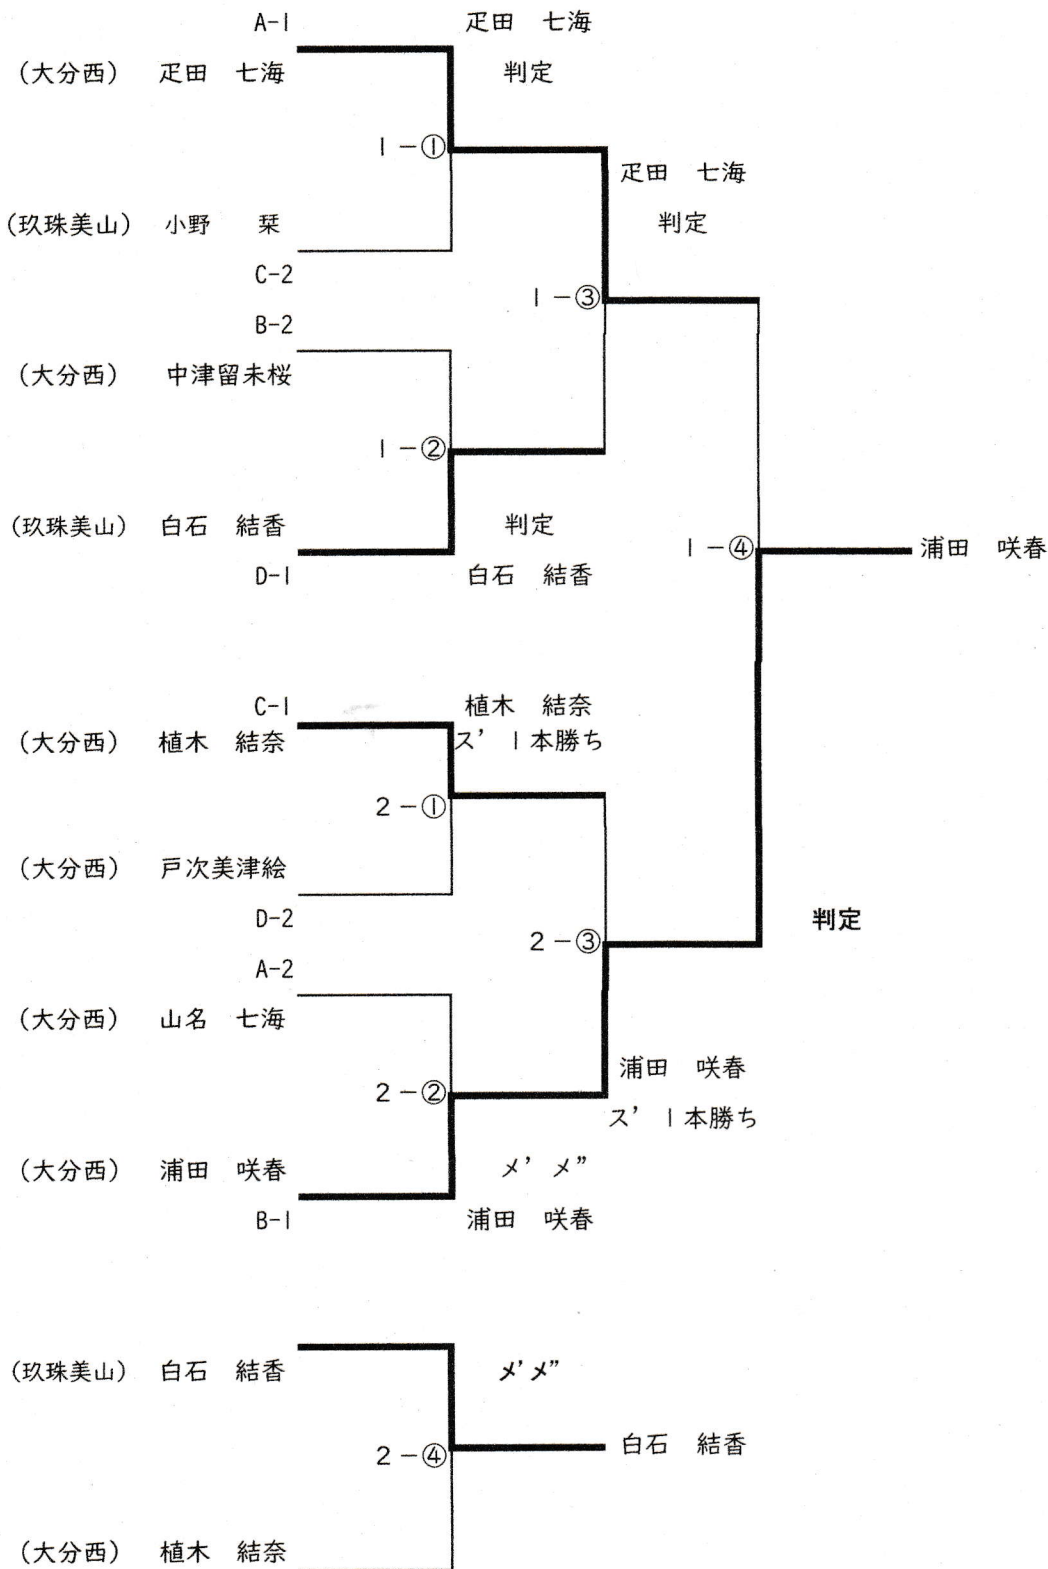 A-1 疋田 七海
(大分西) 疋田 七海 判定
1-①
疋田 七海
(玖珠美山) 小野 栞 判定
C-2
1-③
B-2
(大分西) 中津留未桜
1-②
(玖珠美山) 白石 結香 判定
1-④ 浦田 咲春
D-1 白石 結香
C-1 植木 結奈
(大分西) 植木 結奈 ス' 1本勝ち
2-①
(大分西) 戸次美津絵
D-2 判定
2-③
A-2
(大分西) 山名 七海
浦田 咲春
2-②
ス' 1本勝ち
(大分西) 浦田 咲春 メ' メ”
B-1 浦田 咲春
(玖珠美山) 白石 結香 メ' メ”
2-④ 白石 結香
(大分西) 植木 結奈